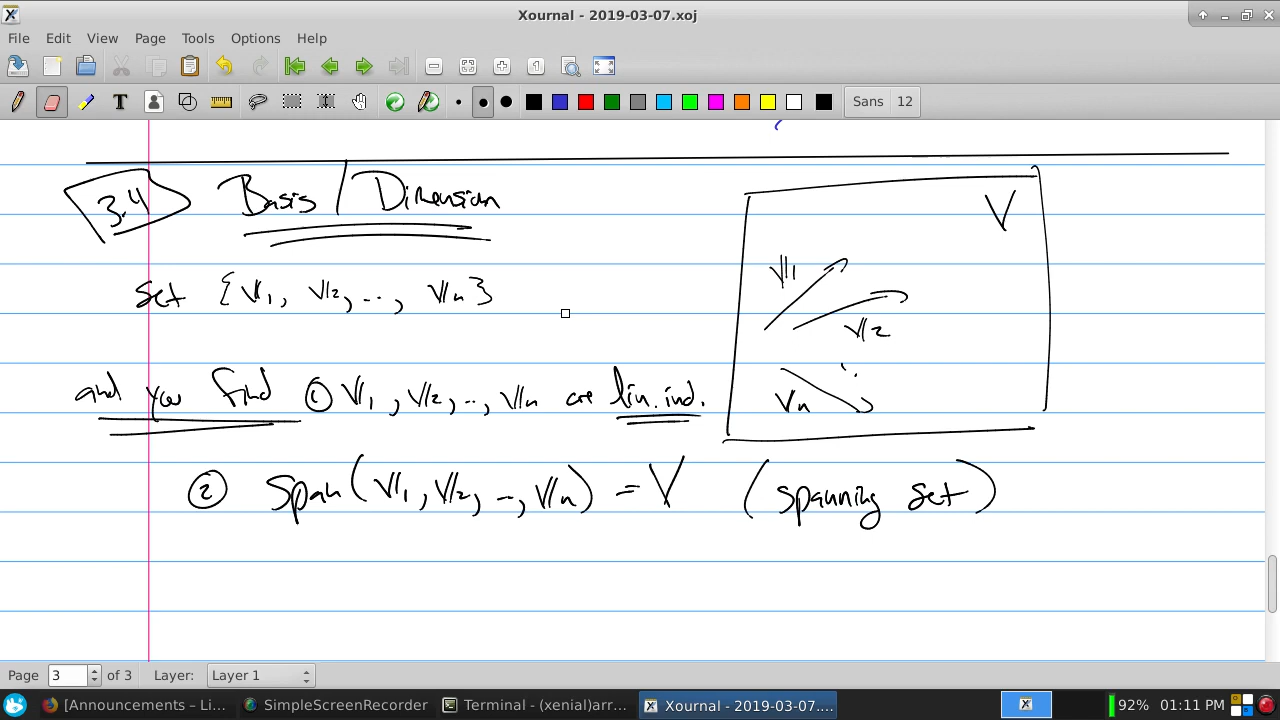 Xournal - 2019-03-07.xoj
File Edit View Page Tools Options Help
Sans 12
3.4 Basis / Dimension
V
Set {V1, V2, .., Vn}
V1
V2
Vn
and you find ① V1, V2, .., Vn are lin. ind.
② Span(V1, V2, .., Vn) = V (spanning set)
Page 3 of 3 Layer: Layer 1
[Announcements – Li... SimpleScreenRecorder Terminal - (xenial)arr... Xournal - 2019-03-07.... 92% 01:11 PM